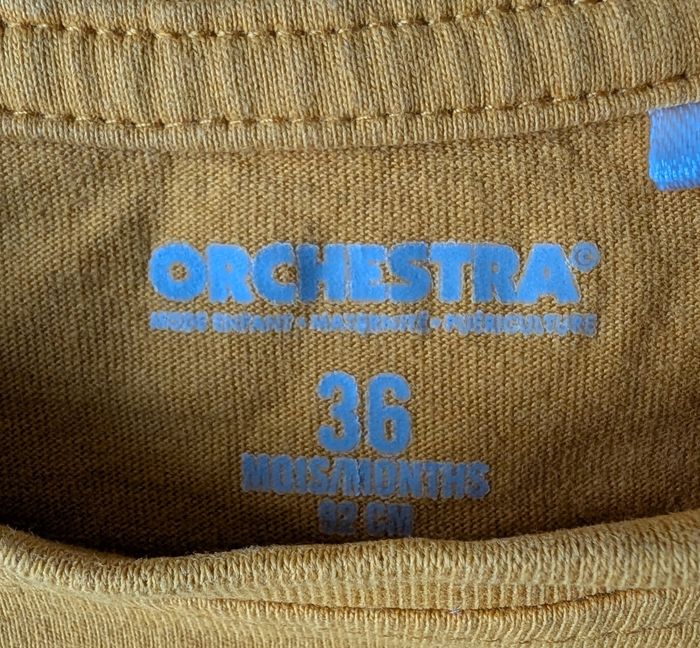 ORCHESTRA®
MODE ENFANT • MATERNITÉ • PUÉRICULTURE
36
MOIS/MONTHS
92 CM